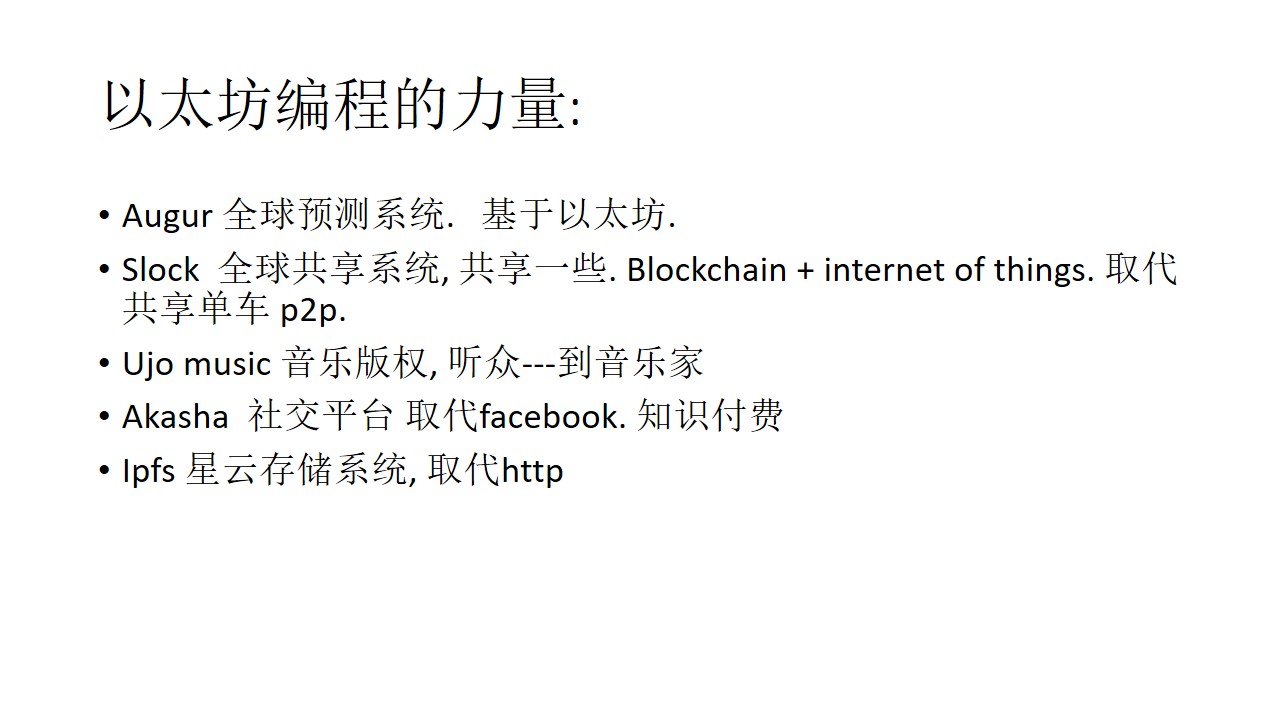 以太坊编程的力量:
• Augur 全球预测系统.   基于以太坊.
• Slock  全球共享系统, 共享一些. Blockchain + internet of things. 取代
共享单车 p2p.
• Ujo music 音乐版权, 听众---到音乐家
• Akasha  社交平台 取代facebook. 知识付费
• Ipfs 星云存储系统, 取代http